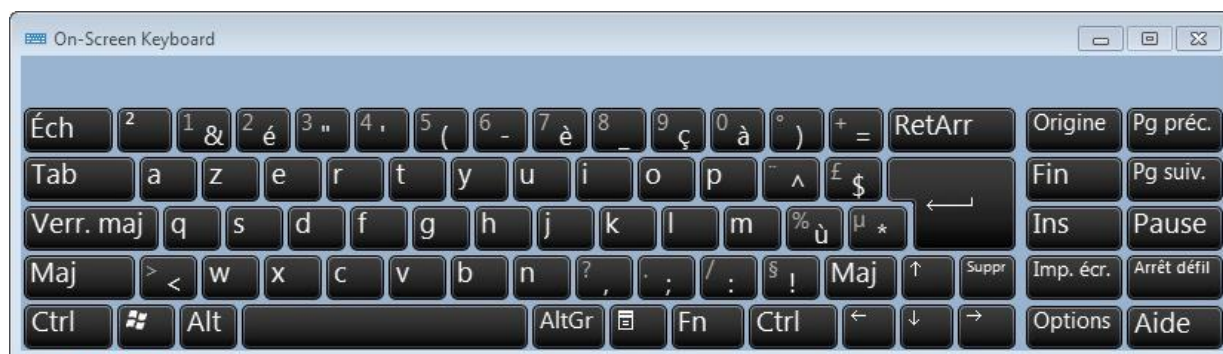 On-Screen Keyboard
Éch ² 1 & 2 é 3 " 4 ' 5 ( 6 - 7 è 8 _ 9 ç 0 à ° ) + = RetArr Origine Pg préc.
Tab a z e r t y u i o p ¨ ^ £ $ Fin Pg suiv.
Verr. maj q s d f g h j k l m % ù µ * Ins Pause
Maj > < w x c v b n ? , . ; / : § ! Maj ↑ Suppr Imp. écr. Arrêt défil
Ctrl Alt AltGr Fn Ctrl ← ↓ → Options Aide